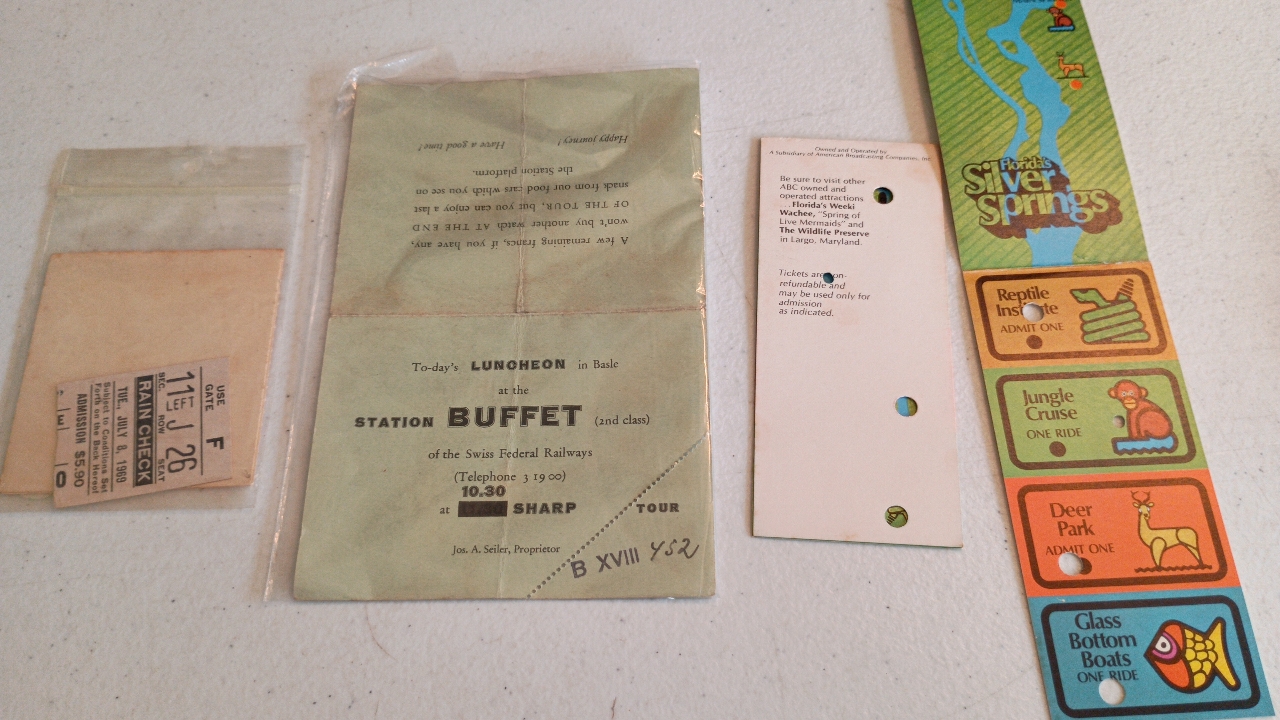 USE
GATE F
11 LEF J 26
SEC. ROW SEAT
RAIN CHECK
TUE. JULY 8, 1969
Subject to Conditions Set
Forth on the Back Hereof
ADMISSION $5.90
A few remaining francs, if you have any,
won't buy another watch AT THE END
OF THE TOUR, but you can enjoy a last
snack from our food cars which you see on
the Station platform.
Happy journey! Have a good time!
To-day's LUNCHEON in Basle
at the
STATION BUFFET (2nd class)
of the Swiss Federal Railways
(Telephone 3 19 00)
10.30
at SHARP
TOUR
Jos. A. Seiler, Proprietor
B XVIII 452
Owned and Operated by
A Subsidiary of American Broadcasting Companies, Inc.
Be sure to visit other
ABC owned and
operated attractions
. . . Florida's Weeki
Wachee, "Spring of
Live Mermaids" and
The Wildlife Preserve
in Largo, Maryland.
Tickets are non-
refundable and
may be used only for
admission
as indicated.
Florida's
Silver
Springs
Reptile
Institute
ADMIT ONE
Jungle
Cruise
ONE RIDE
Deer
Park
ADMIT ONE
Glass
Bottom
Boats
ONE RIDE